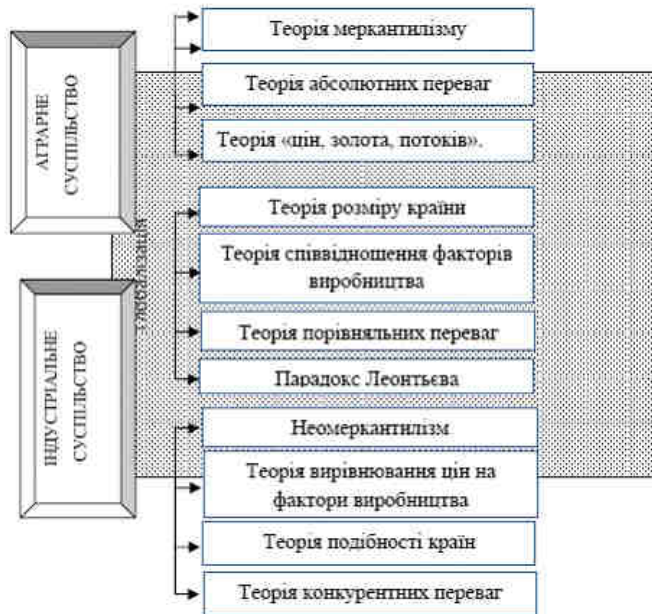 АГРАРНЕ
СУСПІЛЬСТВО
ІНДУСТРІАЛЬНЕ
СУСПІЛЬСТВО
Теорія меркантилізму
Теорія абсолютних переваг
Теорія «цін, золота, потоків».
Теорія розміру країни
Теорія співвідношення факторів
виробництва
Теорія порівняльних переваг
Парадокс Леонтьєва
Неомеркантилізм
Теорія вирівнювання цін на
фактори виробництва
Теорія подібності країн
Теорія конкурентних переваг